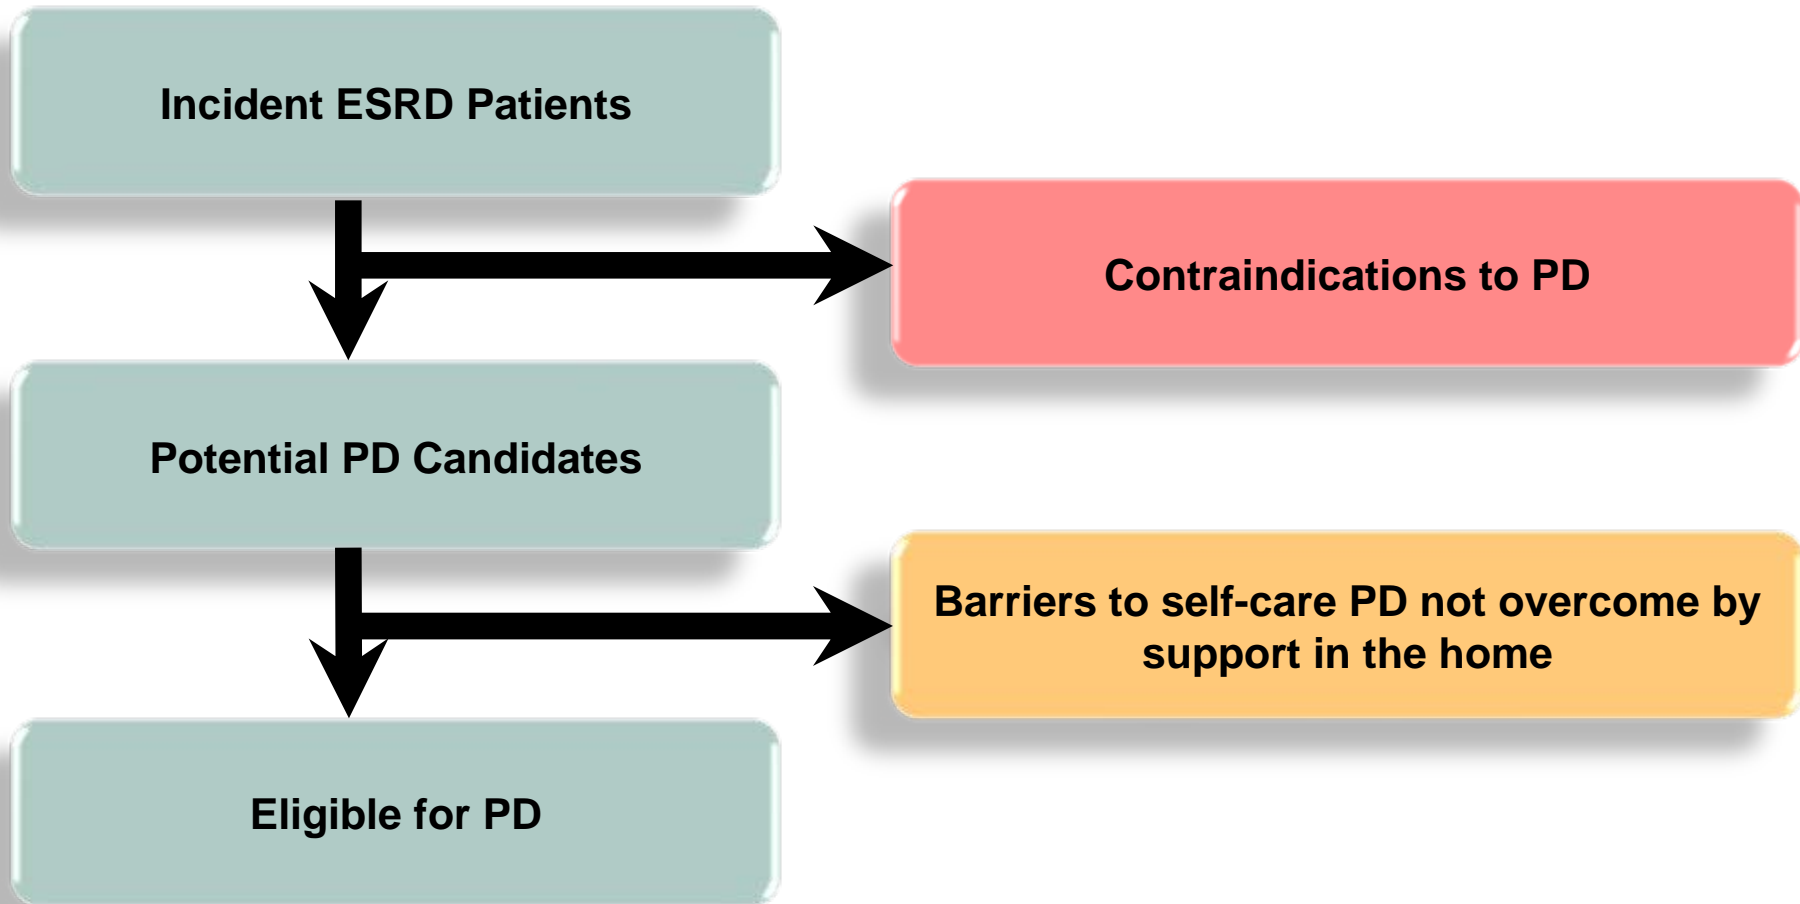 Incident ESRD Patients
Contraindications to PD
Potential PD Candidates
Barriers to self-care PD not overcome by
support in the home
Eligible for PD